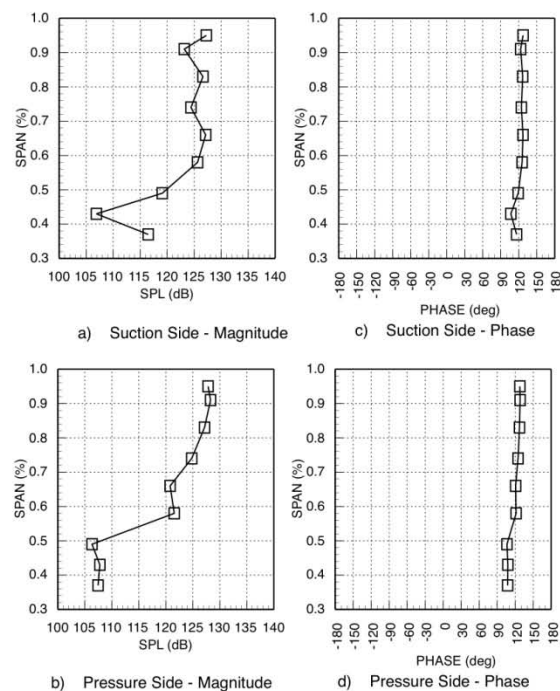 1.0
0.9
0.8
0.7
0.6
0.5
0.4
0.3
SPAN (%)
100 105 110 115 120 125 130 135 140
SPL (dB)
a) Suction Side - Magnitude
1.0
0.9
0.8
0.7
0.6
0.5
0.4
0.3
SPAN (%)
-180 -150 -120 -90 -60 -30 0 30 60 90 120 150 180
PHASE (deg)
c) Suction Side - Phase
1.0
0.9
0.8
0.7
0.6
0.5
0.4
0.3
SPAN (%)
100 105 110 115 120 125 130 135 140
SPL (dB)
b) Pressure Side - Magnitude
1.0
0.9
0.8
0.7
0.6
0.5
0.4
0.3
SPAN (%)
-180 -150 -120 -90 -60 -30 0 30 60 90 120 150 180
PHASE (deg)
d) Pressure Side - Phase